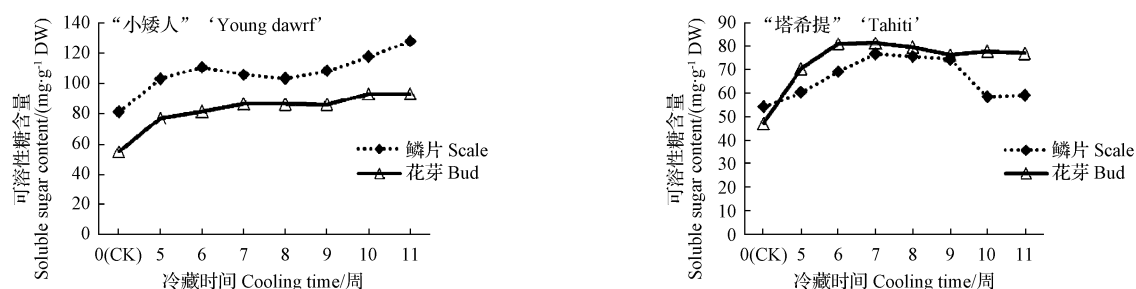 “小矮人” ‘Young dawrf’
可溶性糖含量
Soluble sugar content/(mg·g-1 DW)
140
120
100
80
60
40
20
0
鳞片 Scale
花芽 Bud
0(CK) 5 6 7 8 9 10 11
冷藏时间 Cooling time/周
“塔希提” ‘Tahiti’
可溶性糖含量
Soluble sugar content/(mg·g-1 DW)
90
80
70
60
50
40
30
20
10
0
鳞片 Scale
花芽 Bud
0(CK) 5 6 7 8 9 10 11
冷藏时间 Cooling time/周